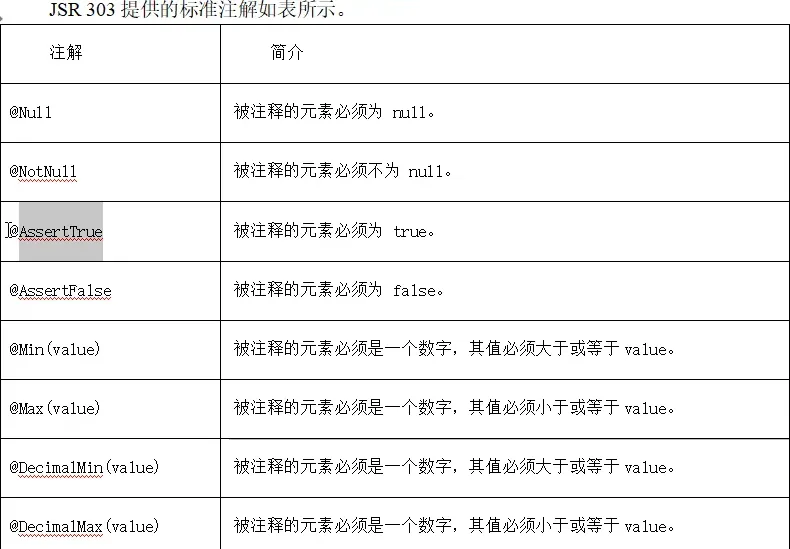 JSR 303 提供的标准注解如表所示。
注解 简介
@Null 被注释的元素必须为 null。
@NotNull 被注释的元素必须不为 null。
@AssertTrue 被注释的元素必须为 true。
@AssertFalse 被注释的元素必须为 false。
@Min(value) 被注释的元素必须是一个数字，其值必须大于或等于 value。
@Max(value) 被注释的元素必须是一个数字，其值必须小于或等于 value。
@DecimalMin(value) 被注释的元素必须是一个数字，其值必须大于或等于 value。
@DecimalMax(value) 被注释的元素必须是一个数字，其值必须小于或等于 value。